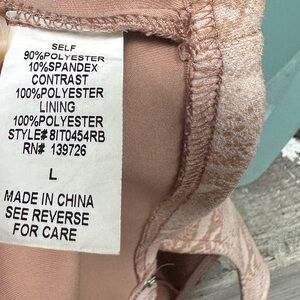 SELF
90%POLYESTER
10%SPANDEX
CONTRAST
100%POLYESTER
LINING
100%POLYESTER
STYLE# 8IT0454RB
RN# 139726
L
MADE IN CHINA
SEE REVERSE
FOR CARE